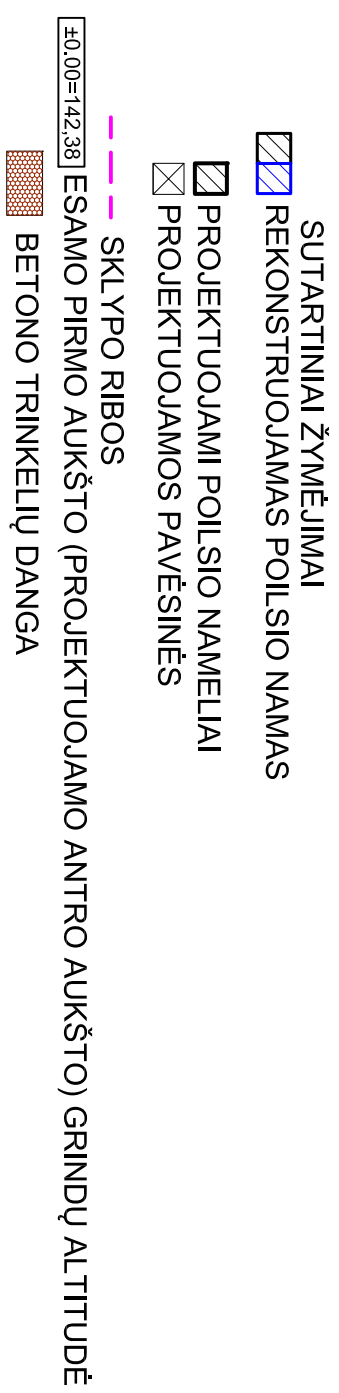 SUTARTINIAI ŽYMĖJIMAI
REKONSTRUOJAMAS POILSIO NAMAS
PROJEKTUOJAMI POILSIO NAMELIAI
PROJEKTUOJAMOS PAVĖSINĖS
SKLYPO RIBOS
±0.00=142,38 ESAMO PIRMO AUKŠTO (PROJEKTUOJAMO ANTRO AUKŠTO) GRINDŲ ALTITUDĖ
BETONO TRINKELIŲ DANGA